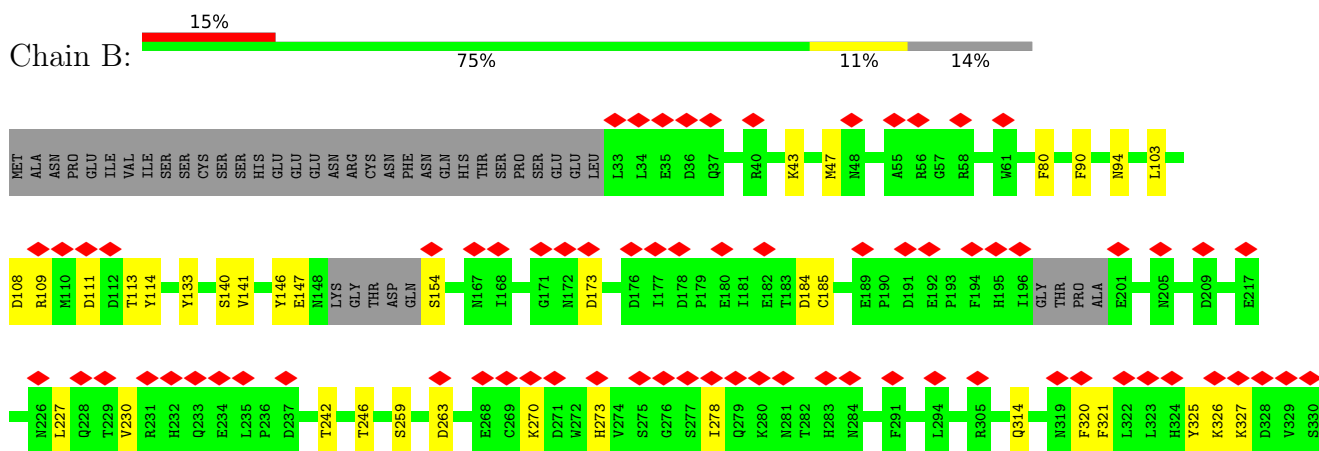 15%
Chain B:
75% 11% 14%
MET ALA ASN PRO GLU ILE VAL ILE SER SER CYS SER SER HIS GLU GLU GLU ASN ARG CYS ASN PHE ASN GLN HIS THR SER PRO SER GLU GLU LEU L33 L34 E35 D36 Q37 R40 K43 M47 N48 A55 R56 G57 R58 W61 F80 F90 N94 L103
D108 R109 M110 D111 D112 T113 Y114 Y133 S140 V141 Y146 E147 N148 LYS GLY THR ASP GLN S154 N167 I168 G171 N172 D173 D176 I177 D178 P179 E180 I181 E182 T183 D184 C185 E189 P190 D191 E192 P193 F194 H195 I196 GLY THR PRO ALA E201 N205 D209 E217
N226 L227 Q228 T229 V230 R231 H232 Q233 E234 L235 P236 D237 T242 T246 S259 D263 E268 C269 K270 D271 W272 H273 V274 S275 G276 S277 I278 Q279 K280 N281 T282 H283 N284 F291 L294 R305 Q314 N319 F320 F321 L322 L323 H324 Y325 K326 K327 D328 V329 S330